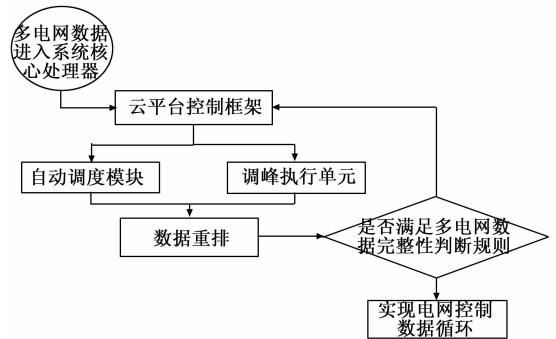 多电网数据
进入系统核
心处理器
云平台控制框架
自动调度模块
调峰执行单元
数据重排
是否满足多电网数
据完整性判断规则
实现电网控制
数据循环